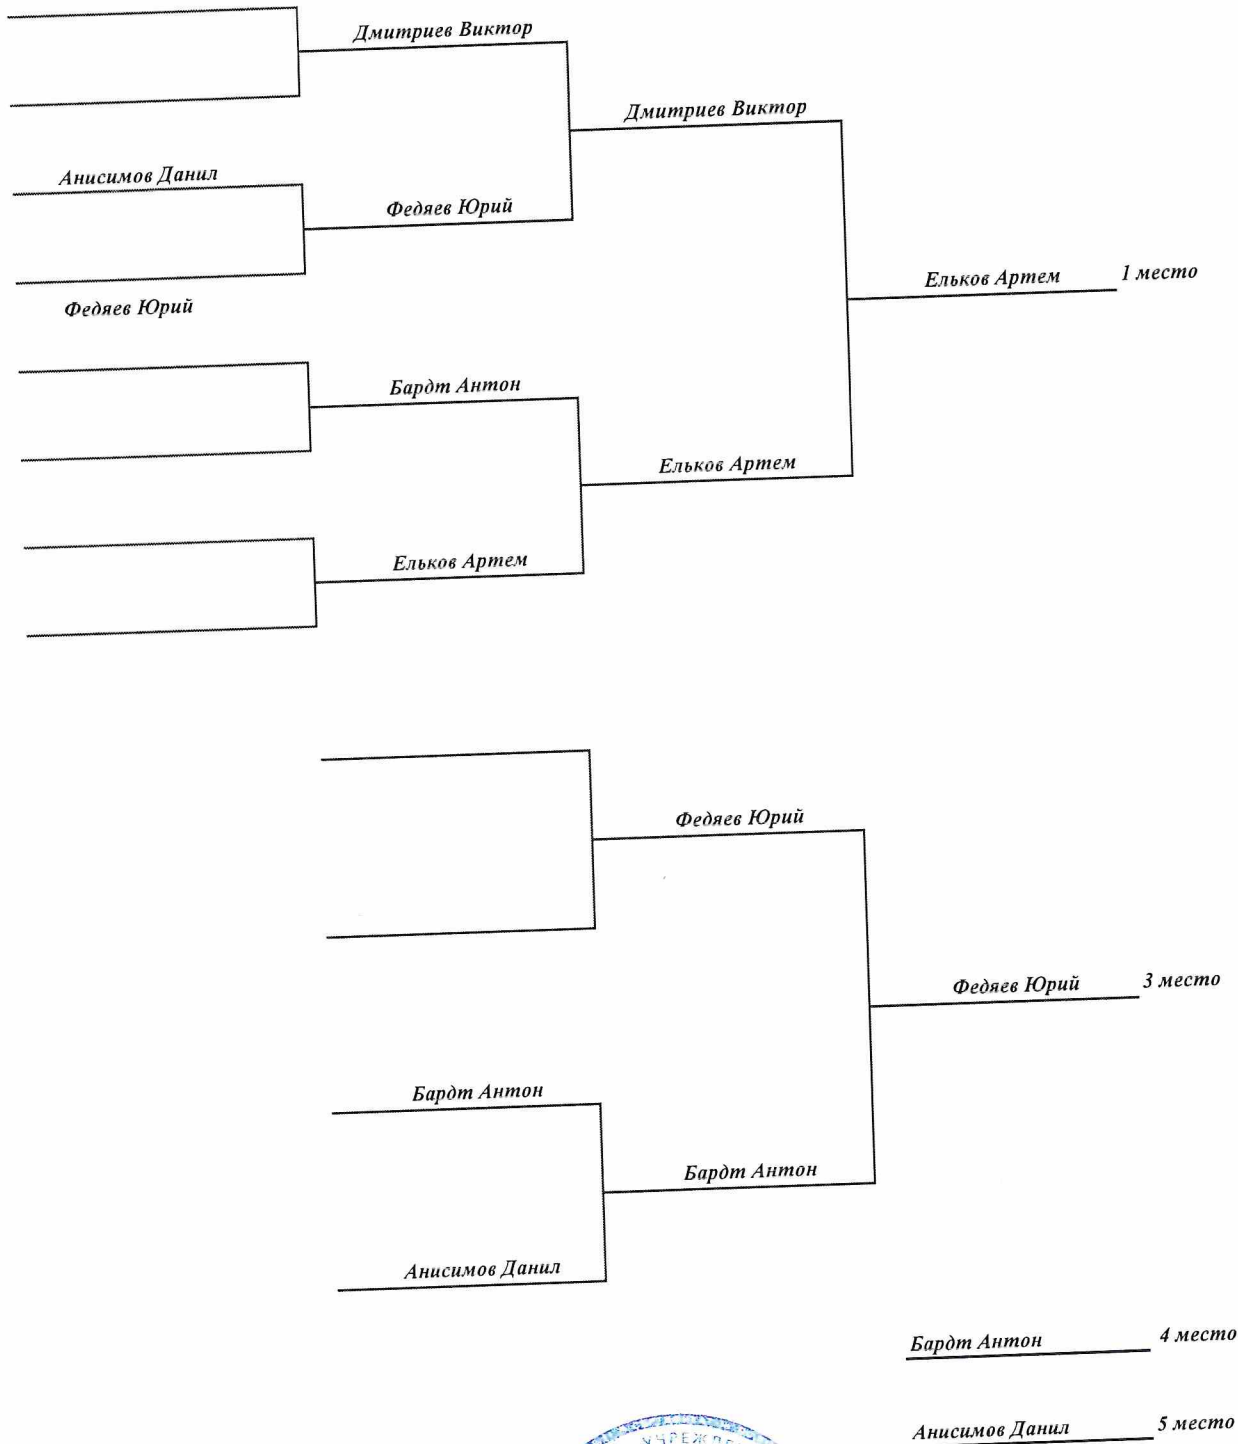 Дмитриев Виктор
Дмитриев Виктор
Анисимов Данил
Федяев Юрий
Ельков Артем 1 место
Федяев Юрий
Бардт Антон
Ельков Артем
Ельков Артем
Федяев Юрий
Федяев Юрий 3 место
Бардт Антон
Бардт Антон
Анисимов Данил
Бардт Антон 4 место
Анисимов Данил 5 место